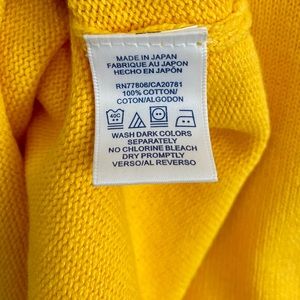 MADE IN JAPAN
FABRIQUE AU JAPON
HECHO EN JAPÓN
RN77806/CA20781
100% COTTON/
COTON/ALGODON
40C
WASH DARK COLORS
SEPARATELY
NO CHLORINE BLEACH
DRY PROMPTLY
VERSO/AL REVERSO